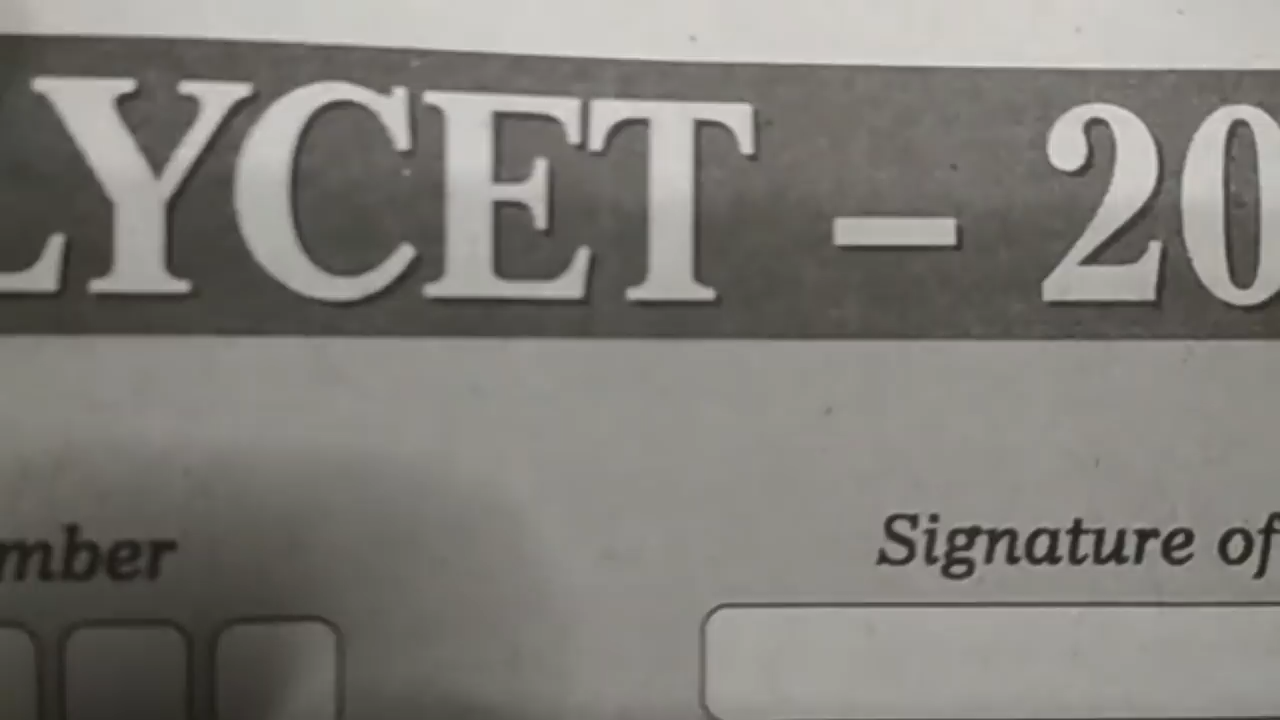 LYCET – 20
mber
Signature of